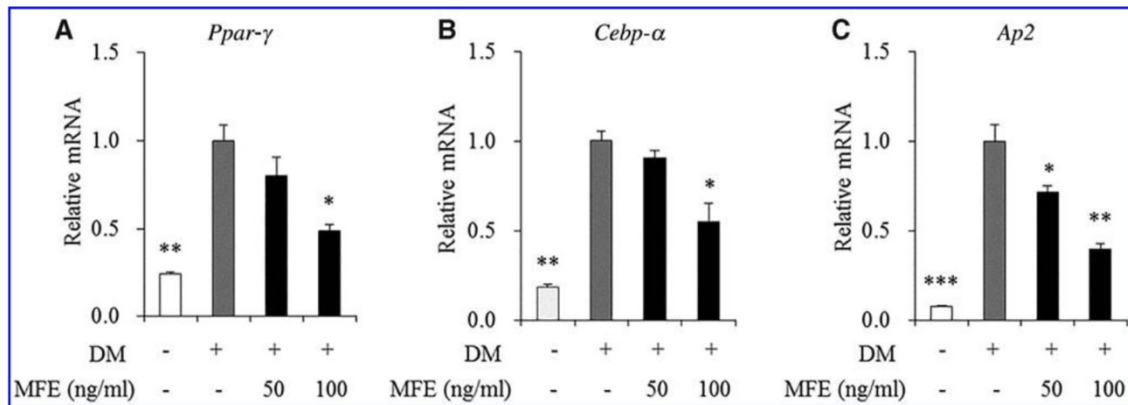 A Ppar-γ
Relative mRNA
1.5
1.0
0.5
0.0
**
*
DM - + + +
MFE (ng/ml) - - 50 100
B Cebp-α
Relative mRNA
1.5
1.0
0.5
0.0
**
*
DM - + + +
MFE (ng/ml) - - 50 100
C Ap2
Relative mRNA
1.5
1.0
0.5
0.0
***
*
**
DM - + + +
MFE (ng/ml) - - 50 100